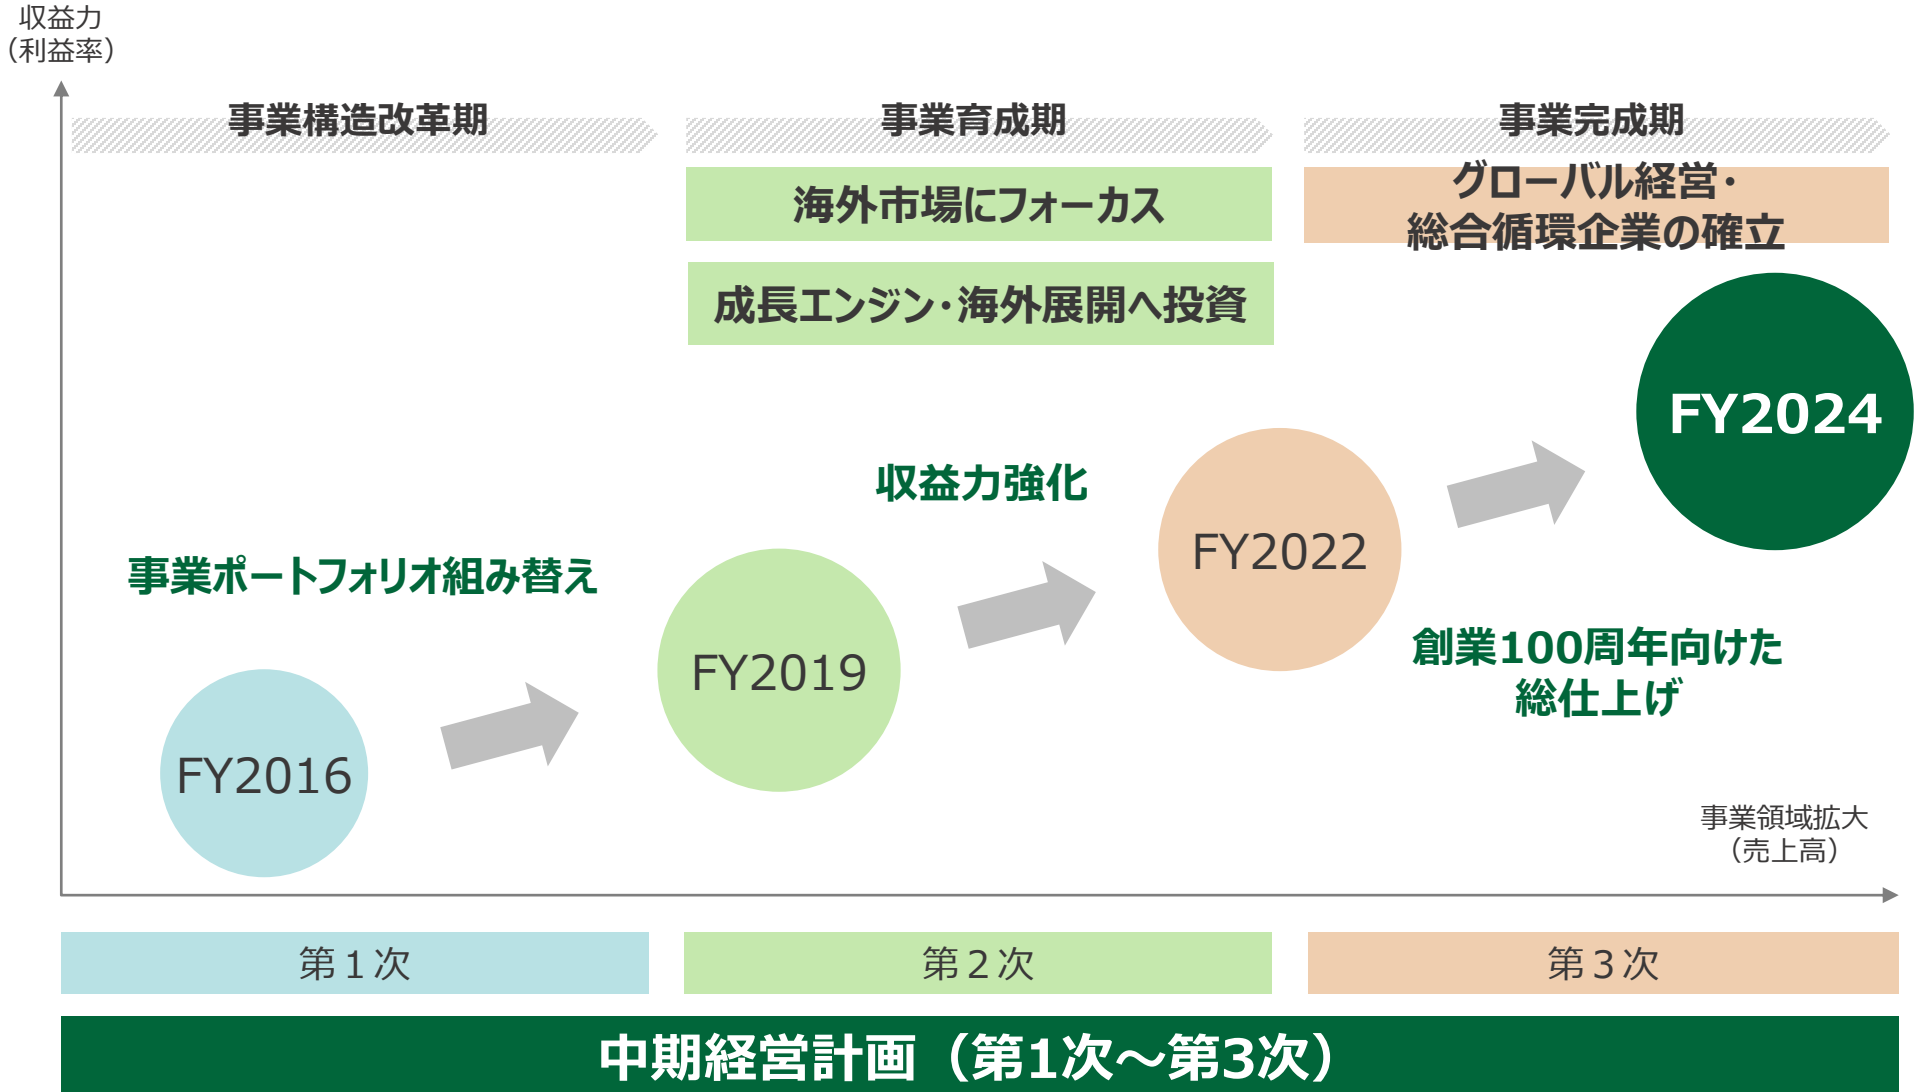 収益力
（利益率）
事業構造改革期
事業育成期
事業完成期
海外市場にフォーカス
グローバル経営・
総合循環企業の確立
成長エンジン・海外展開へ投資
FY2024
収益力強化
FY2022
事業ポートフォリオ組み替え
FY2019
創業100周年向けた
総仕上げ
FY2016
事業領域拡大
（売上高）
第１次
第２次
第３次
中期経営計画（第1次～第3次）